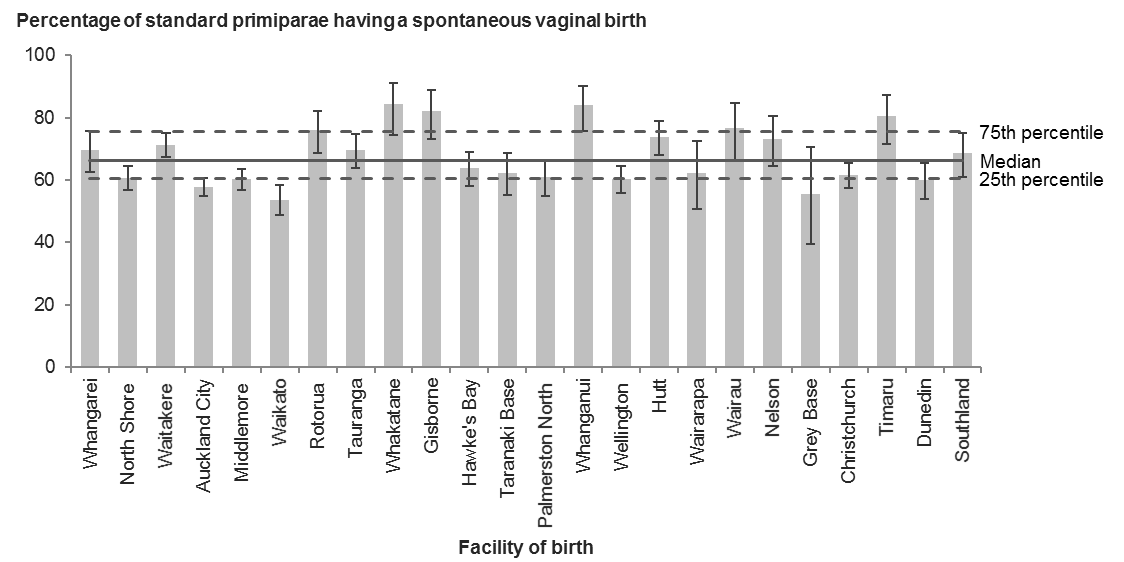 Percentage of standard primiparae having a spontaneous vaginal birth
100
80
60
40
20
0
75th percentile
Median
25th percentile
Whangarei
North Shore
Waitakere
Auckland City
Middlemore
Waikato
Rotorua
Tauranga
Whakatane
Gisborne
Hawke's Bay
Taranaki Base
Palmerston North
Whanganui
Wellington
Hutt
Wairarapa
Wairau
Nelson
Grey Base
Christchurch
Timaru
Dunedin
Southland
Facility of birth